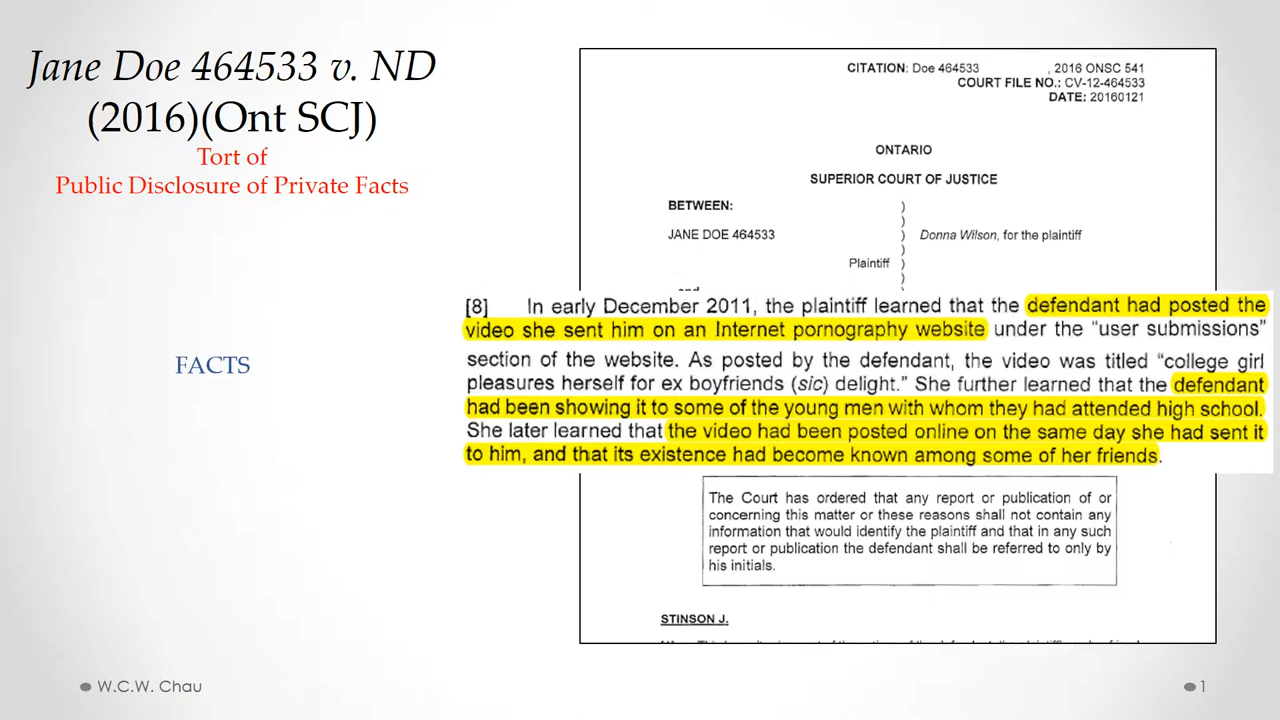 Jane Doe 464533 v. ND
(2016)(Ont SCJ)
Tort of
Public Disclosure of Private Facts
FACTS
CITATION: Doe 464533 , 2016 ONSC 541
COURT FILE NO.: CV-12-464533
DATE: 20160121
ONTARIO
SUPERIOR COURT OF JUSTICE
BETWEEN:
JANE DOE 464533
Plaintiff
)
)
)
)
)
)
Donna Wilson, for the plaintiff
[8] In early December 2011, the plaintiff learned that the defendant had posted the
video she sent him on an Internet pornography website under the "user submissions"
section of the website. As posted by the defendant, the video was titled "college girl
pleasures herself for ex boyfriends (sic) delight." She further learned that the defendant
had been showing it to some of the young men with whom they had attended high school.
She later learned that the video had been posted online on the same day she had sent it
to him, and that its existence had become known among some of her friends.
The Court has ordered that any report or publication of or
concerning this matter or these reasons shall not contain any
information that would identify the plaintiff and that in any such
report or publication the defendant shall be referred to only by
his initials.
STINSON J.
W.C.W. Chau
1